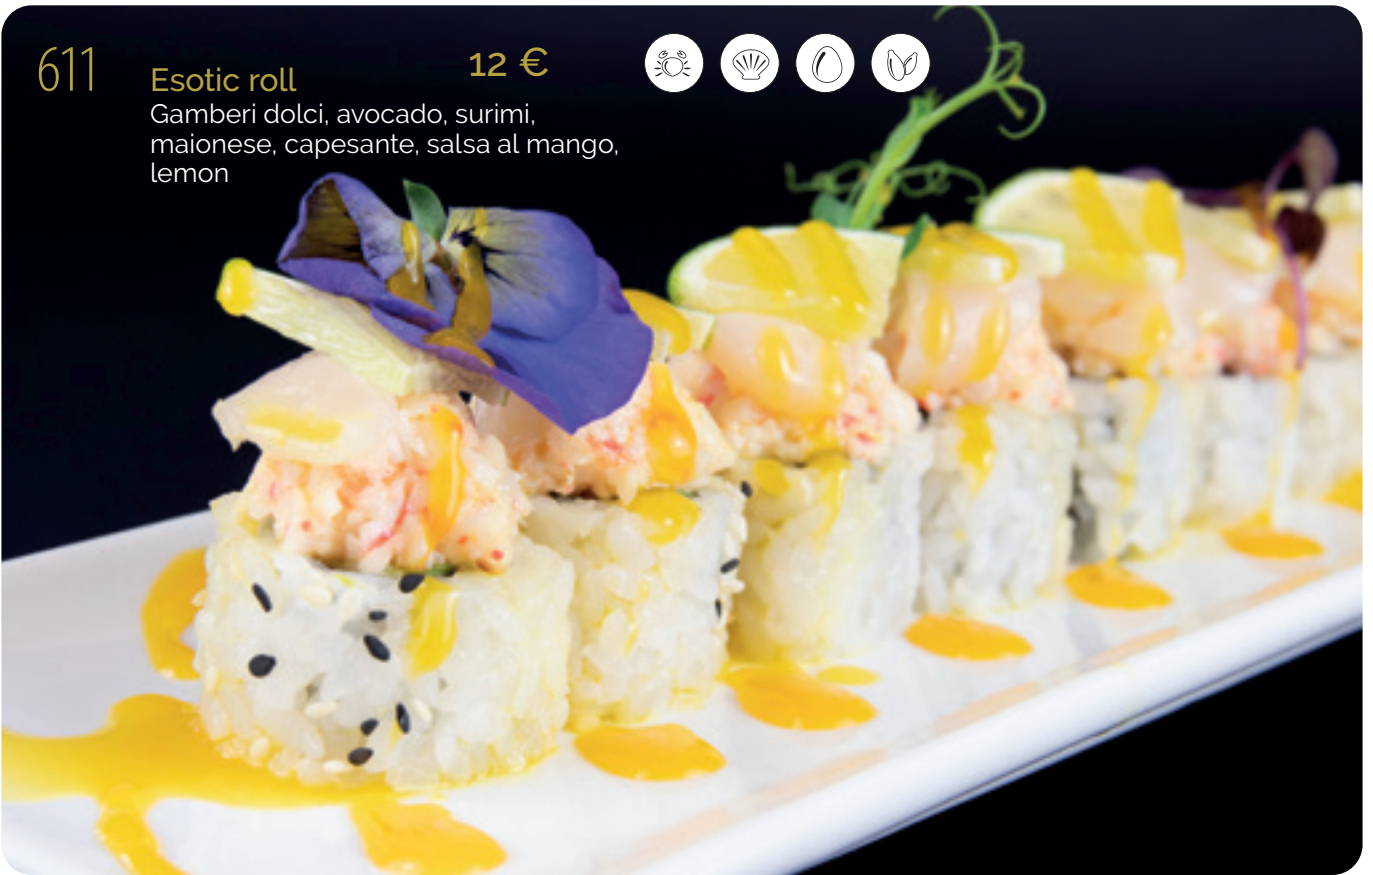 611
Esotic roll
12 €
Gamberi dolci, avocado, surimi,
maionese, capesante, salsa al mango,
lemon